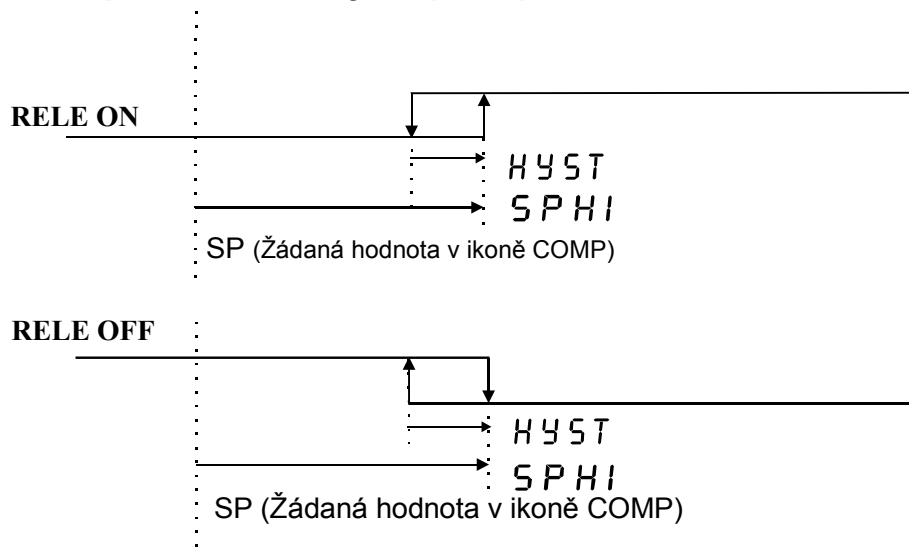 RELE ON
HYST
SPHI
SP (Žádaná hodnota v ikoně COMP)
RELE OFF
HYST
SPHI
SP (Žádaná hodnota v ikoně COMP)